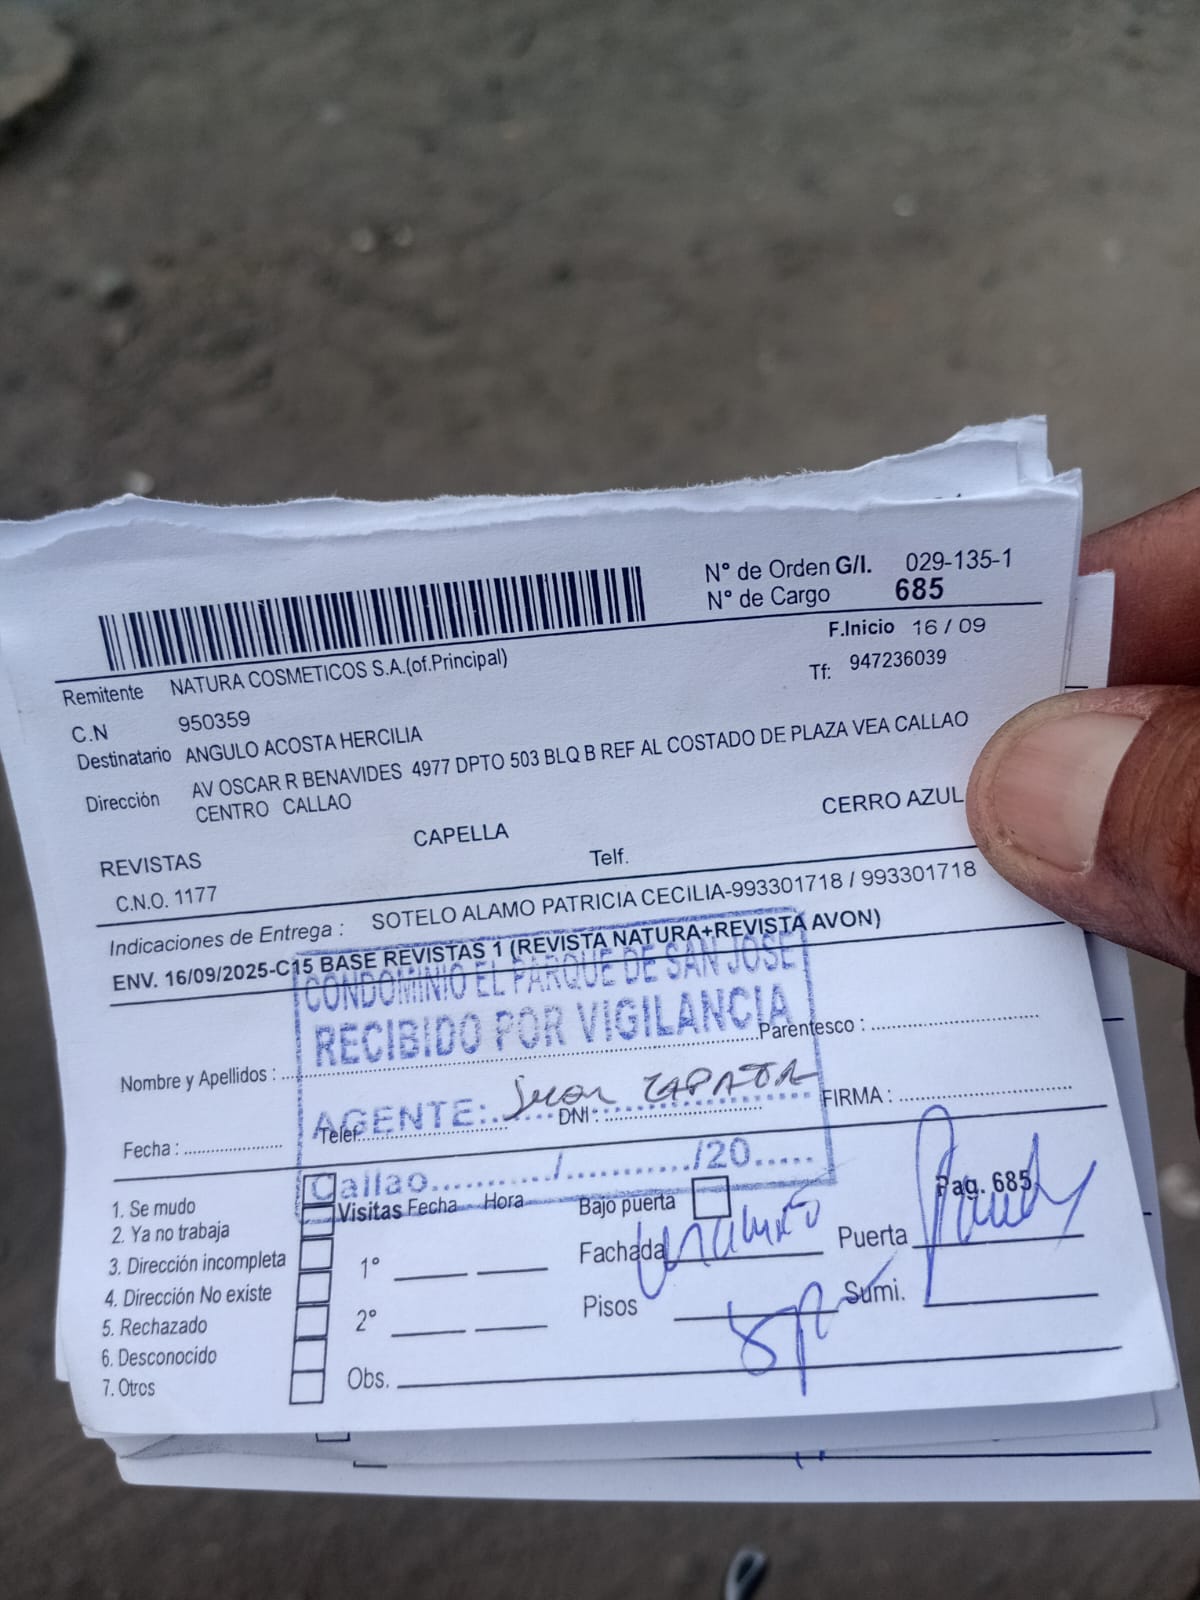 N° de Orden G/I. 029-135-1
N° de Cargo 685
F.Inicio 16 / 09
Remitente NATURA COSMETICOS S.A.(of.Principal)
Tf: 947236039
C.N 950359
Destinatario ANGULO ACOSTA HERCILIA
Dirección AV OSCAR R BENAVIDES 4977 DPTO 503 BLQ B REF AL COSTADO DE PLAZA VEA CALLAO
CENTRO CALLAO
REVISTAS CAPELLA CERRO AZUL
C.N.O. 1177 Telf.
Indicaciones de Entrega : SOTELO ALAMO PATRICIA CECILIA-993301718 / 993301718
ENV. 16/09/2025-C15 BASE REVISTAS 1 (REVISTA NATURA+REVISTA AVON)
CONDOMINIO EL PARQUE DE SAN JOSE
RECIBIDO POR VIGILANCIA
Nombre y Apellidos : Parentesco :
AGENTE: Juan ZAPATA
Fecha : Telef. DNI: FIRMA :
Callao............/.........../20.....
1. Se mudo
2. Ya no trabaja
3. Dirección incompleta
4. Dirección No existe
5. Rechazado
6. Desconocido
7. Otros
Visitas Fecha Hora
1°
2°
Obs.
Bajo puerta
Fachada
Pisos
Pag. 685
Puerta
Sumi.